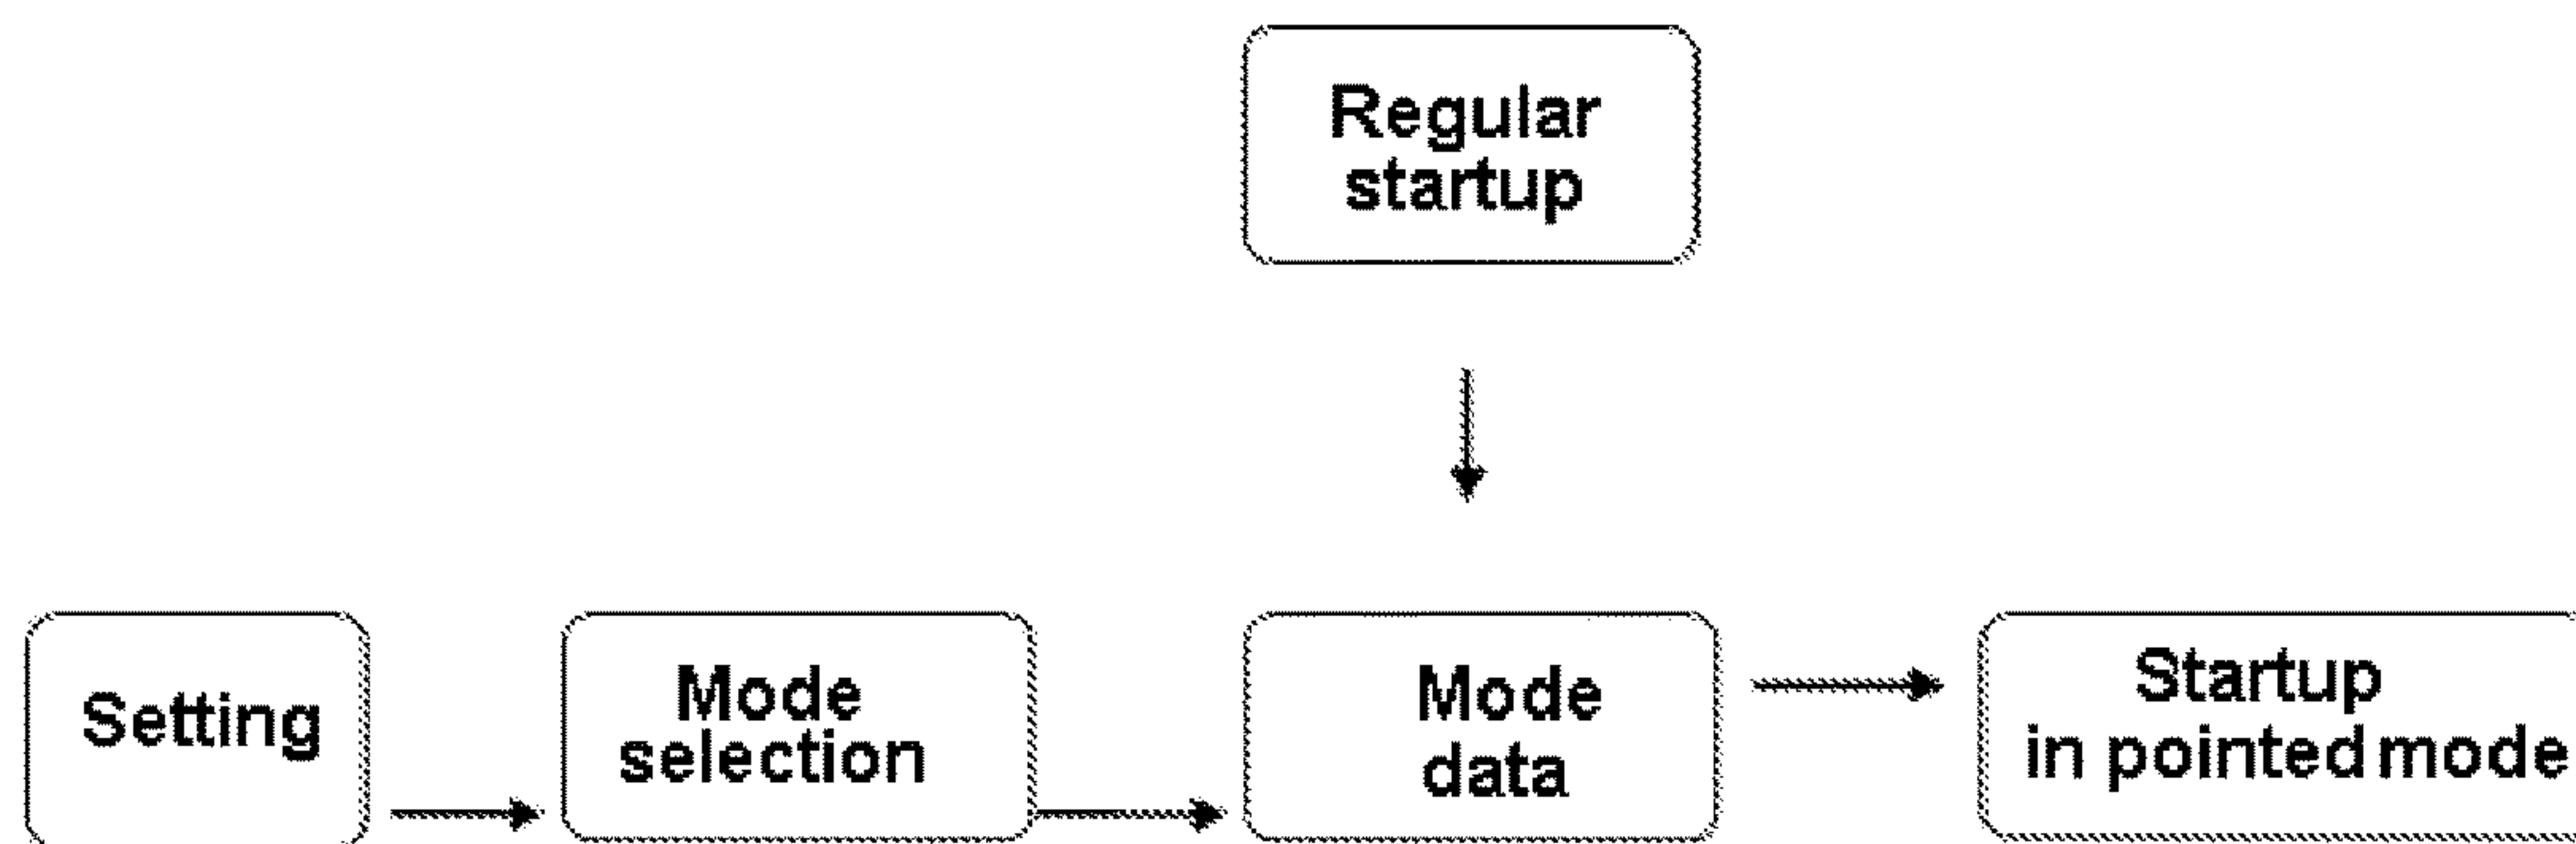 Regular
startup
Setting
Mode
selection
Mode
data
Startup
in pointed mode